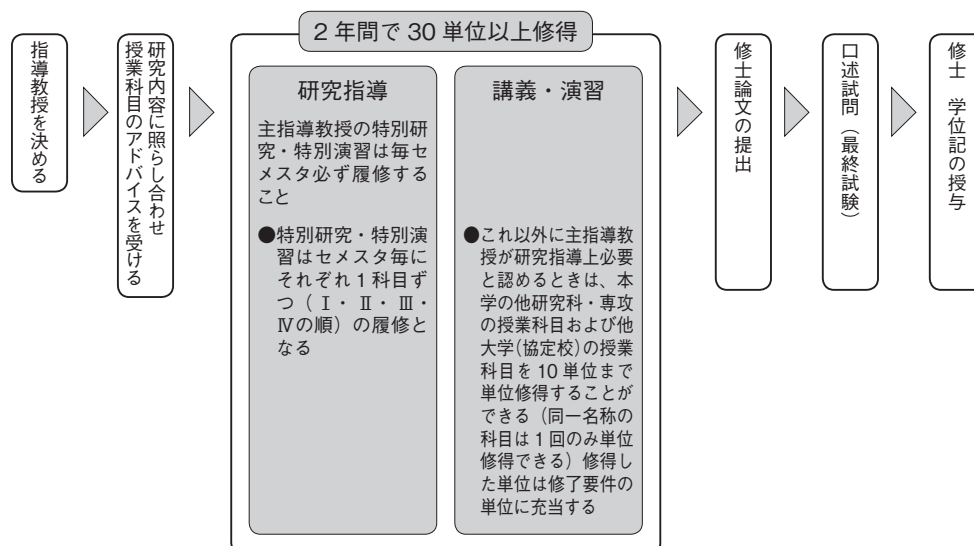 指導教授を決める
研究内容に照らし合わせ
授業科目のアドバイスを受ける
2年間で30単位以上修得
研究指導
主指導教授の特別研
究・特別演習は毎セ
メスタ必ず履修する
こと
●特別研究・特別演
習はセメスタ毎に
それぞれ1科目ず
つ（Ⅰ・Ⅱ・Ⅲ・
Ⅳの順）の履修と
なる
講義・演習
●これ以外に主指導教
授が研究指導上必要
と認めるときは、本
学の他研究科・専攻
の授業科目および他
大学（協定校）の授業
科目を10単位まで
単位修得することが
できる（同一名称の
科目は1回のみ単位
修得できる）修得し
た単位は修了要件の
単位に充当する
修士論文の提出
口述試問（最終試験）
修士　学位記の授与